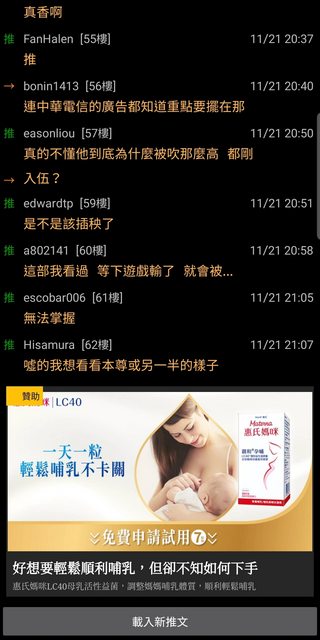 真香啊
推 FanHalen [55樓] 11/21 20:37
推
→ bonin1413 [56樓] 11/21 20:40
連中華電信的廣告都知道重點要擺在那
推 easonliou [57樓] 11/21 20:50
真的不懂他到底為什麼被吹那麼高 都剛
→ 入伍？
推 edwardtp [59樓] 11/21 20:51
是不是該插秧了
推 a802141 [60樓] 11/21 20:58
這部我看過 等下遊戲輸了 就會被...
推 escobar006 [61樓] 11/21 21:05
無法掌握
推 Hisamura [62樓] 11/21 21:07
噓的我想看看本尊或另一半的樣子
贊助
咪 | LC40
一天一粒
輕鬆哺乳不卡關
Materna
惠氏媽咪
免費申請試用7
好想要輕鬆順利哺乳，但卻不知如何下手
惠氏媽咪LC40母乳活性益菌，調整媽媽哺乳體質，順利輕鬆哺乳
載入新推文